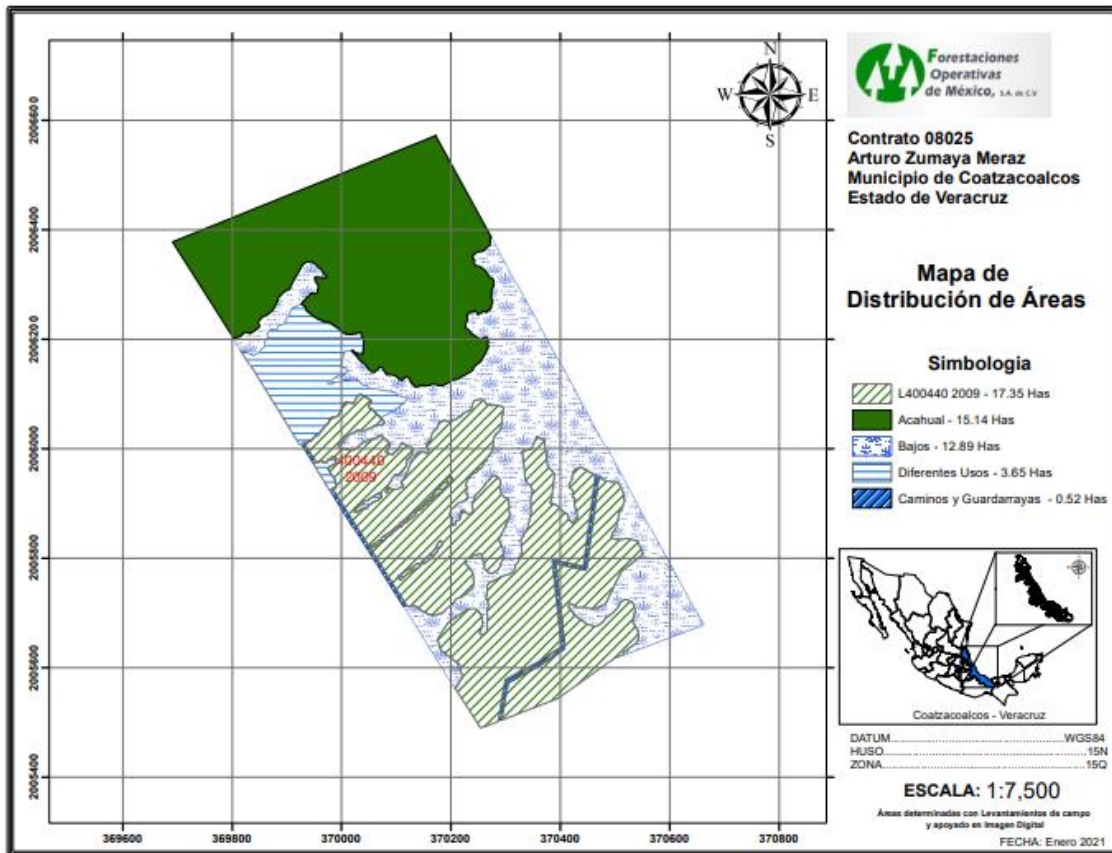 N
W
E
S
2006600
2006400
2006200
2006000
2005800
2005600
2005400
369600
369800
370000
370200
370400
370600
370800
L400440
2009
Forestaciones
Operativas
de México, S.A. de C.V.
Contrato 08025
Arturo Zumaya Meraz
Municipio de Coatzacoalcos
Estado de Veracruz
Mapa de
Distribución de Áreas
Simbologia
L400440 2009 - 17.35 Has
Acahual - 15.14 Has
Bajos - 12.89 Has
Diferentes Usos - 3.65 Has
Caminos y Guardarrayas - 0.52 Has
Coatzacoalcos - Veracruz
DATUM WGS84
HUSO 15N
ZONA 15Q
ESCALA: 1:7,500
Áreas determinadas con Levantamientos de campo
y apoyado en Imagen Digital
FECHA: Enero 2021